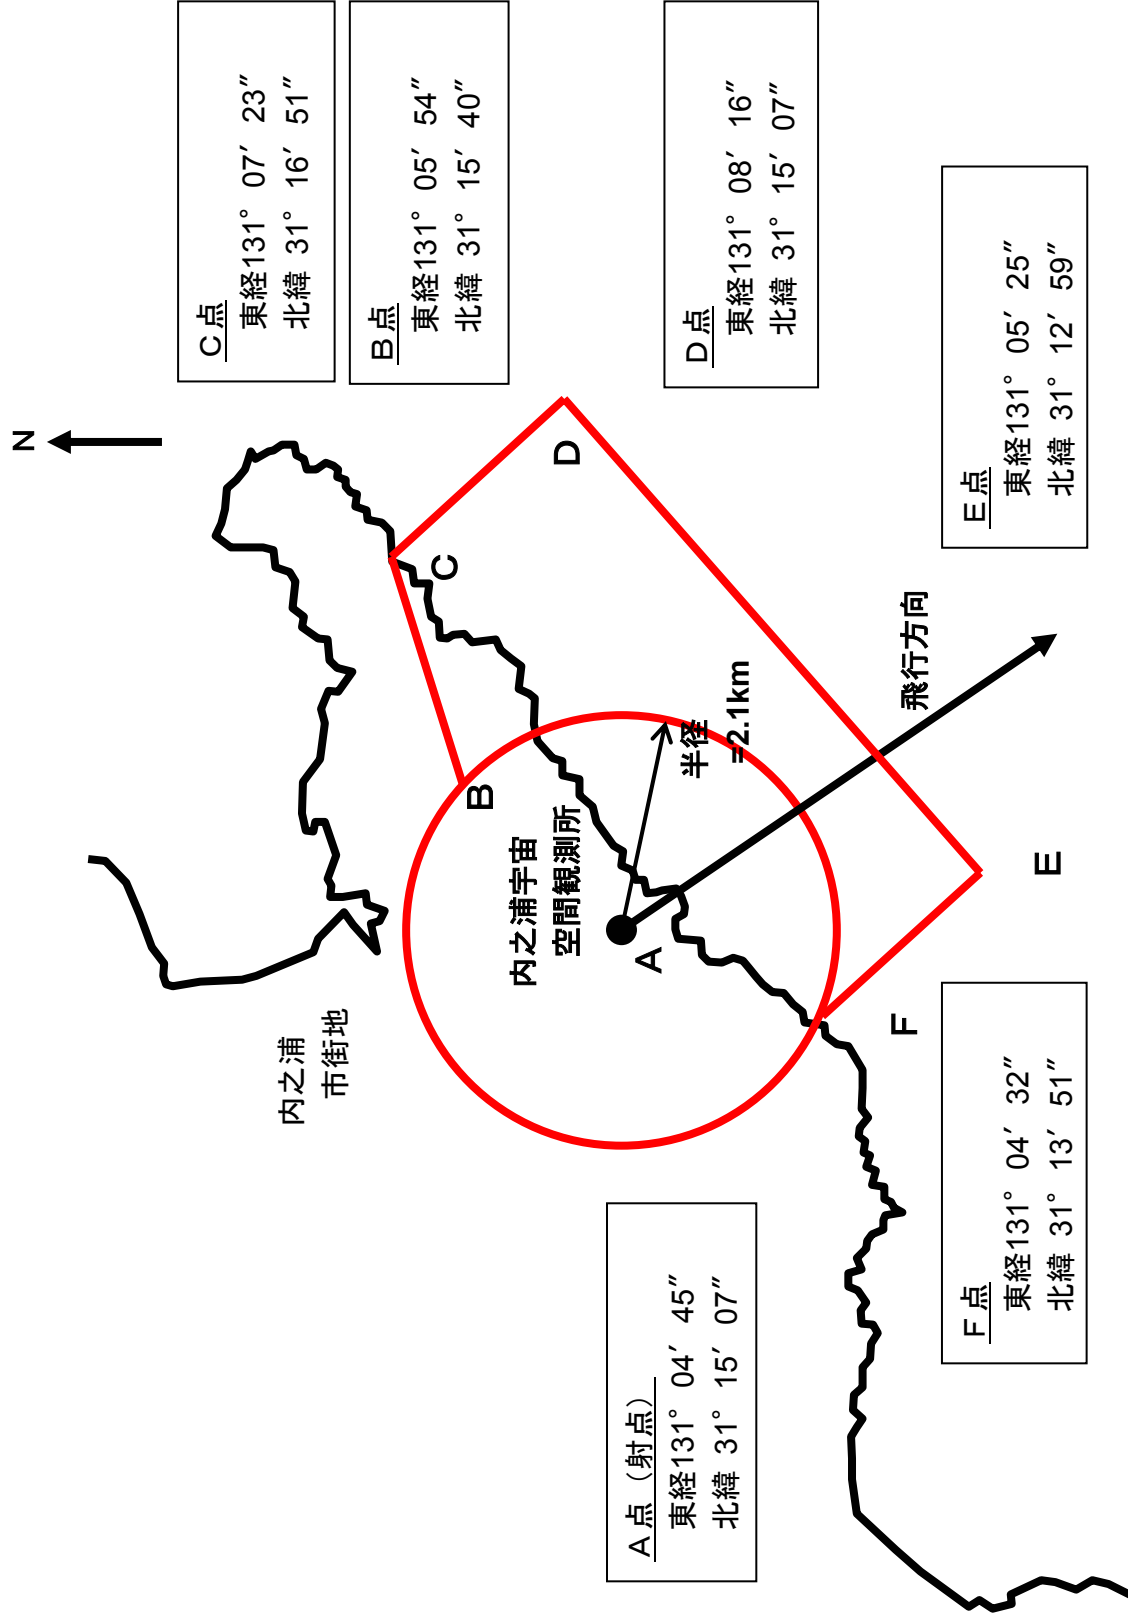 N
C点
東経131° 07′ 23″
北緯 31° 16′ 51″
B点
東経131° 05′ 54″
北緯 31° 15′ 40″
D点
東経131° 08′ 16″
北緯 31° 15′ 07″
E点
東経131° 05′ 25″
北緯 31° 12′ 59″
F点
東経131° 04′ 32″
北緯 31° 13′ 51″
A点（射点）
東経131° 04′ 45″
北緯 31° 15′ 07″
内之浦
市街地
内之浦宇宙
空間観測所
半径
=2.1km
飛行方向
A
B
C
D
E
F